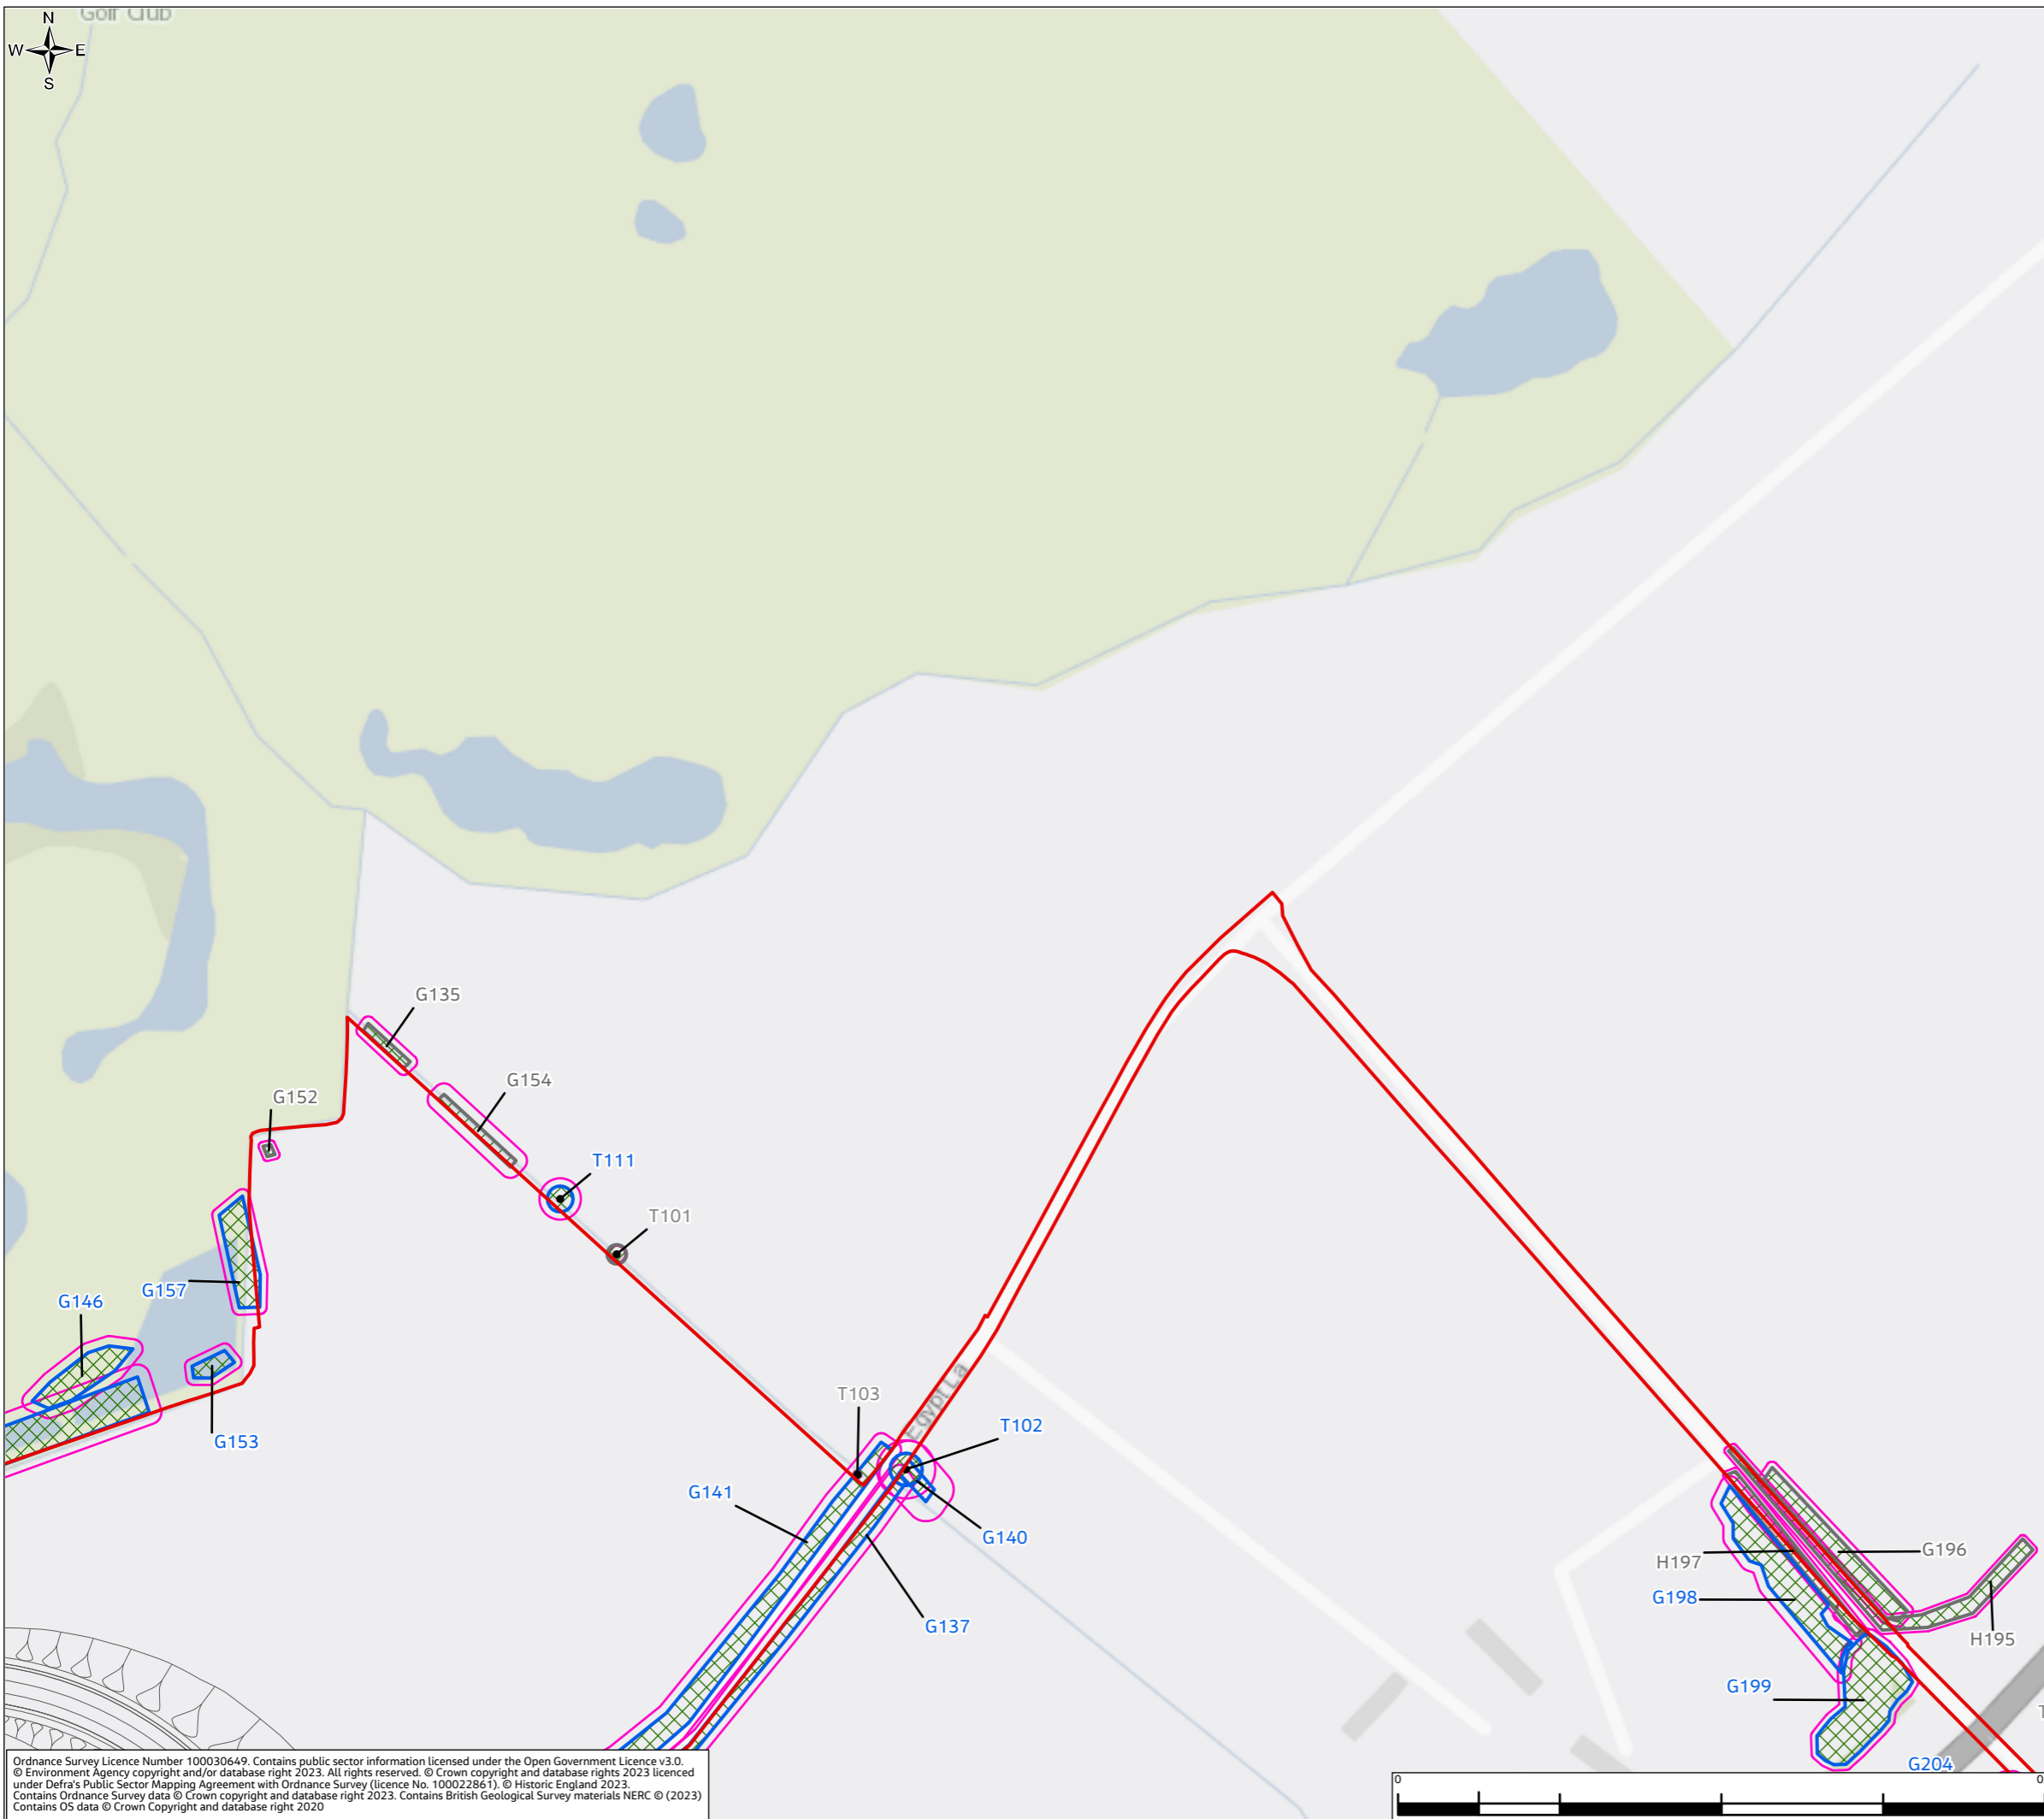 Golf Club
N
W E
S
G135
G154
G152
T111
T101
G157
G146
G153
T103
Egypt La
T102
G141
G140
G137
G196
H197
G198
H195
G199
G204
Ordnance Survey Licence Number 100030649. Contains public sector information licensed under the Open Government Licence v3.0.
© Environment Agency copyright and/or database right 2023. All rights reserved. © Crown copyright and database rights 2023 licenced
under Defra's Public Sector Mapping Agreement with Ordnance Survey (licence No. 100022861). © Historic England 2023.
Contains Ordnance Survey data © Crown copyright and database right 2023. Contains British Geological Survey materials NERC © (2023)
Contains OS data © Crown Copyright and database right 2020
0